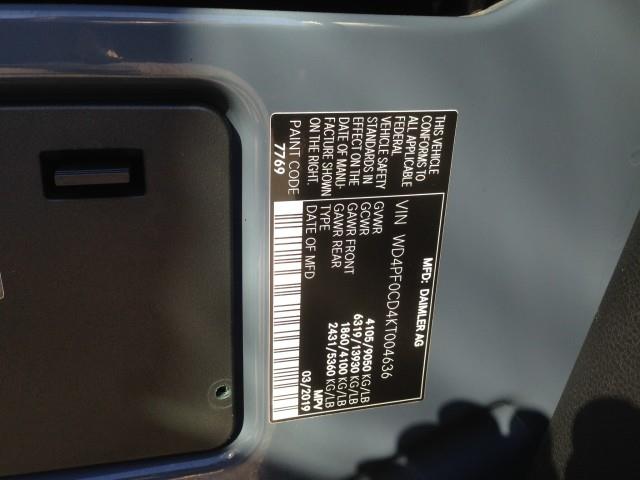 MFD: DAIMLER AG
VIN WD4PF0CD4KT004636
GVWR 4105/9050 KG/LB
GCWR 6319/13930 KG/LB
GAWR FRONT 1860/4100 KG/LB
GAWR REAR 2431/5360 KG/LB
TYPE MPV
DATE OF MFD 03/2019
THIS VEHICLE
CONFORMS TO
ALL APPLICABLE
FEDERAL
VEHICLE SAFETY
STANDARDS IN
EFFECT ON THE
DATE OF MANU-
FACTURE SHOWN
ON THE RIGHT.
PAINT CODE
7769